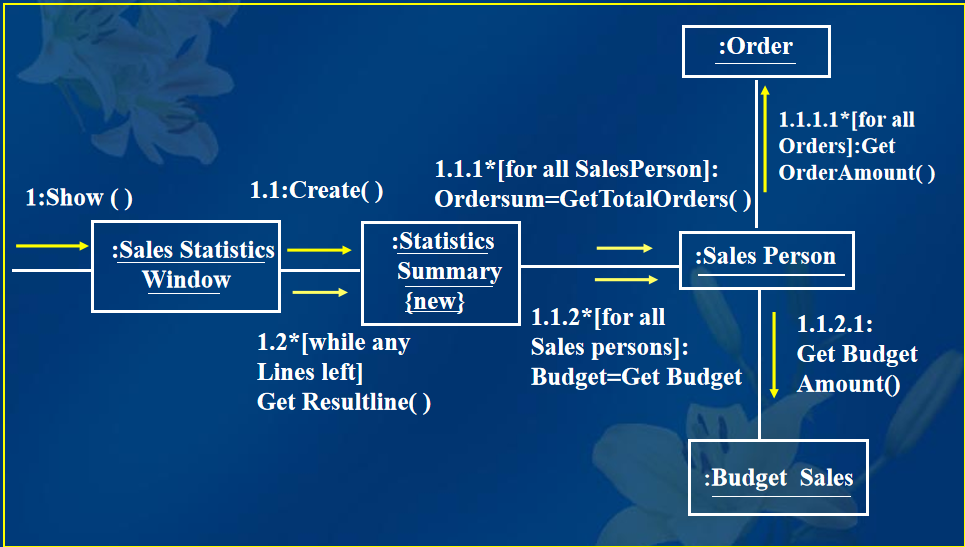 :Order
1.1.1.1*[for all
Orders]:Get
OrderAmount( )
1.1.1*[for all SalesPerson]:
Ordersum=GetTotalOrders( )
1:Show ( )
1.1:Create( )
:Sales Statistics
Window
:Statistics
Summary
{new}
:Sales Person
1.2*[while any
Lines left]
Get Resultline( )
1.1.2*[for all
Sales persons]:
Budget=Get Budget
1.1.2.1:
Get Budget
Amount()
:Budget Sales